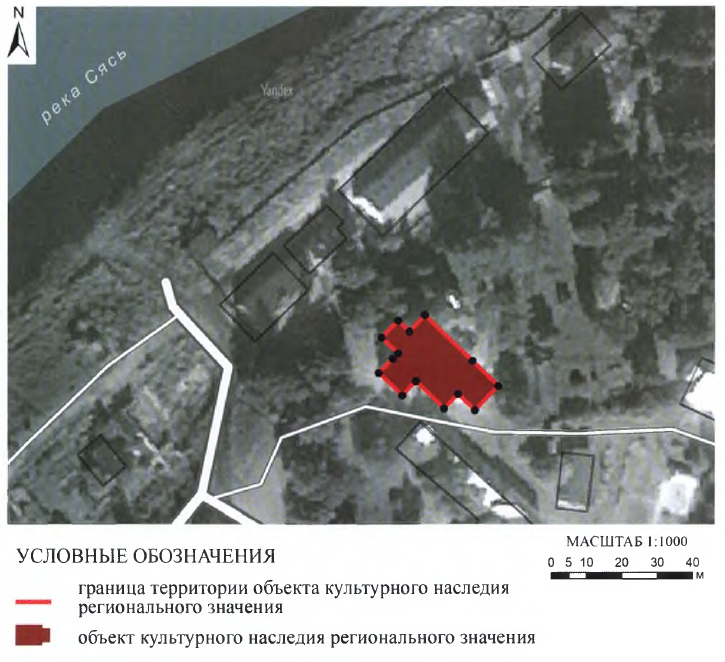 N
река Сясь
Yandex
УСЛОВНЫЕ ОБОЗНАЧЕНИЯ
МАСШТАБ 1:1000
0 5 10 20 30 40
м
граница территории объекта культурного наследия
регионального значения
объект культурного наследия регионального значения